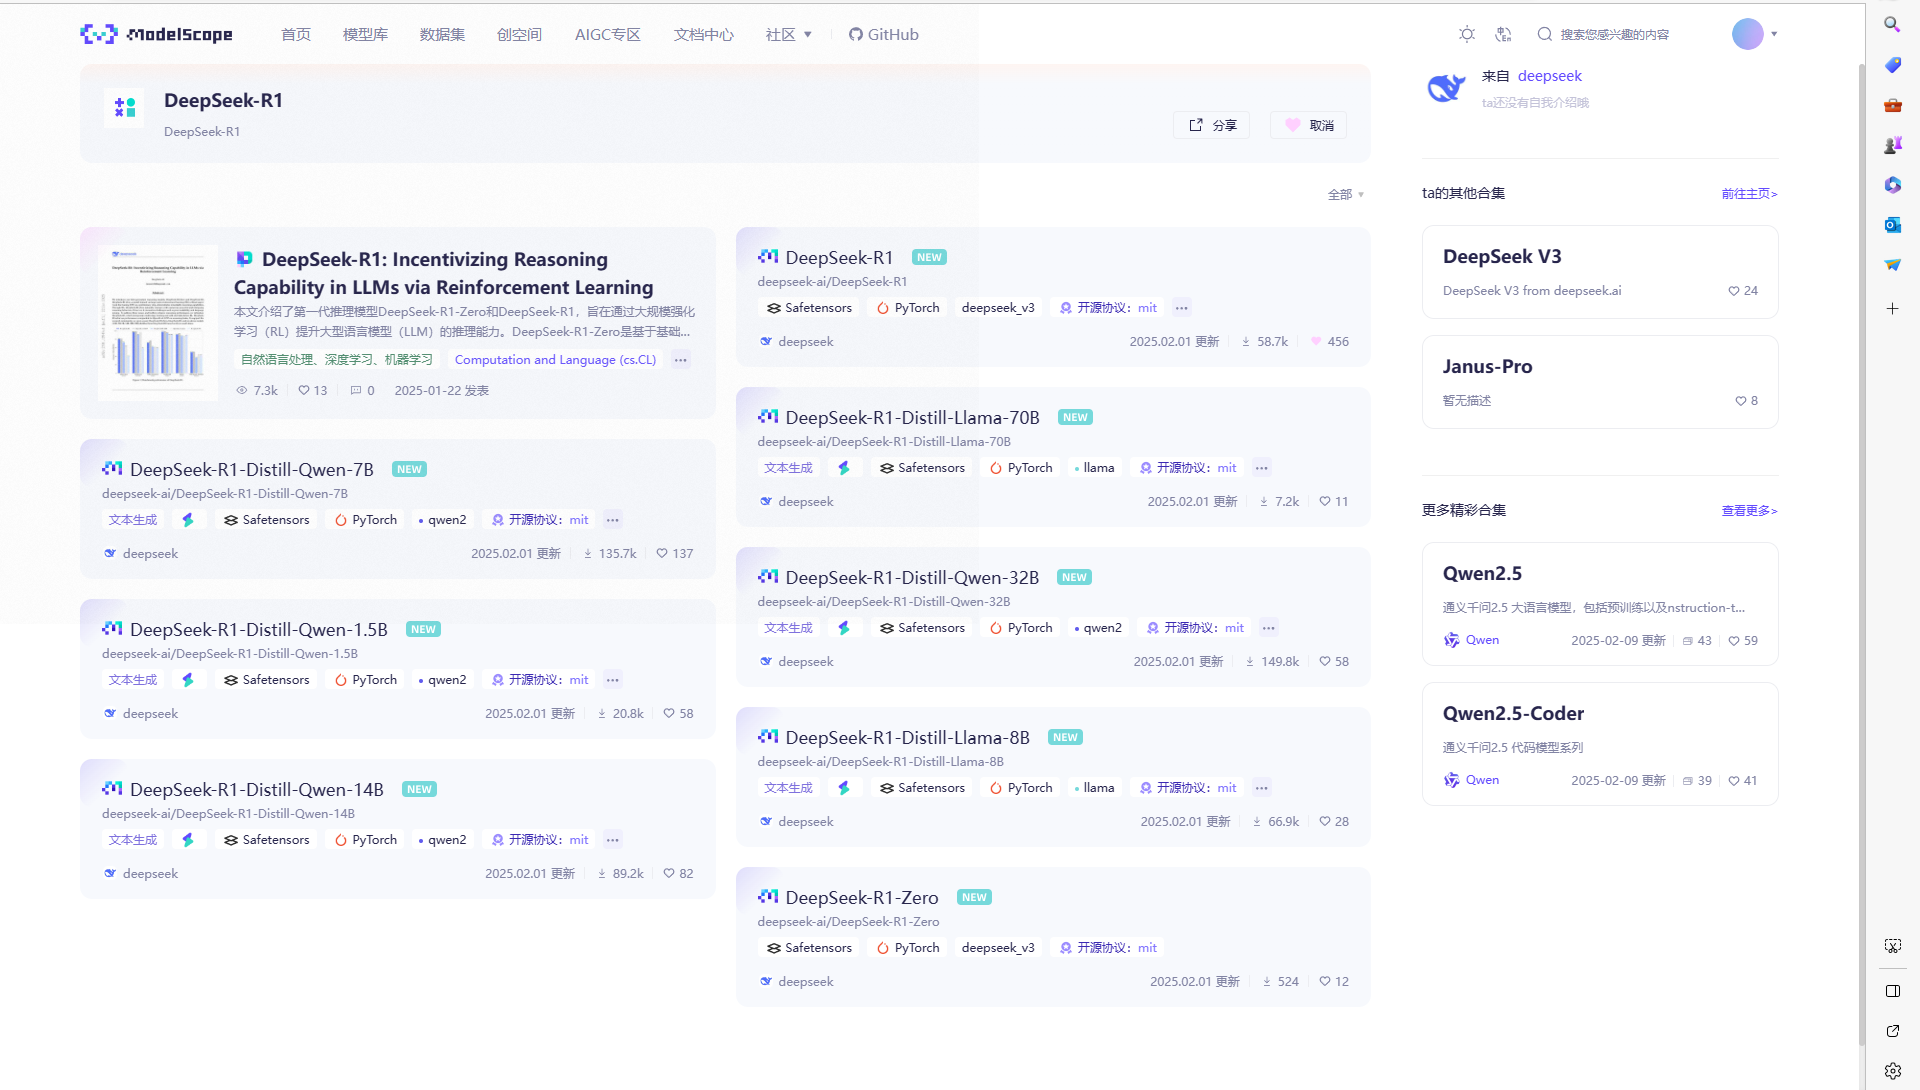 ModelScope
首页
模型库
数据集
创空间
AIGC专区
文档中心
社区
GitHub
搜索您感兴趣的内容
DeepSeek-R1
DeepSeek-R1
分享
取消
全部
DeepSeek-R1: Incentivizing Reasoning
Capability in LLMs via Reinforcement Learning
本文介绍了第一代推理模型DeepSeek-R1-Zero和DeepSeek-R1，旨在通过大规模强化
学习（RL）提升大型语言模型（LLM）的推理能力。DeepSeek-R1-Zero是基于基础...
自然语言处理、深度学习、机器学习 Computation and Language (cs.CL) ...
7.3k 13 0 2025-01-22 发表
DeepSeek-R1-Distill-Qwen-7B NEW
deepseek-ai/DeepSeek-R1-Distill-Qwen-7B
文本生成 Safetensors PyTorch qwen2 开源协议：mit ...
deepseek 2025.02.01 更新 135.7k 137
DeepSeek-R1-Distill-Qwen-1.5B NEW
deepseek-ai/DeepSeek-R1-Distill-Qwen-1.5B
文本生成 Safetensors PyTorch qwen2 开源协议：mit ...
deepseek 2025.02.01 更新 20.8k 58
DeepSeek-R1-Distill-Qwen-14B NEW
deepseek-ai/DeepSeek-R1-Distill-Qwen-14B
文本生成 Safetensors PyTorch qwen2 开源协议：mit ...
deepseek 2025.02.01 更新 89.2k 82
DeepSeek-R1 NEW
deepseek-ai/DeepSeek-R1
Safetensors PyTorch deepseek_v3 开源协议：mit ...
deepseek 2025.02.01 更新 58.7k 456
DeepSeek-R1-Distill-Llama-70B NEW
deepseek-ai/DeepSeek-R1-Distill-Llama-70B
文本生成 Safetensors PyTorch llama 开源协议：mit ...
deepseek 2025.02.01 更新 7.2k 11
DeepSeek-R1-Distill-Qwen-32B NEW
deepseek-ai/DeepSeek-R1-Distill-Qwen-32B
文本生成 Safetensors PyTorch qwen2 开源协议：mit ...
deepseek 2025.02.01 更新 149.8k 58
DeepSeek-R1-Distill-Llama-8B NEW
deepseek-ai/DeepSeek-R1-Distill-Llama-8B
文本生成 Safetensors PyTorch llama 开源协议：mit ...
deepseek 2025.02.01 更新 66.9k 28
DeepSeek-R1-Zero NEW
deepseek-ai/DeepSeek-R1-Zero
Safetensors PyTorch deepseek_v3 开源协议：mit
deepseek 2025.02.01 更新 524 12
来自 deepseek
ta还没有自我介绍哦
ta的其他合集 前往主页>
DeepSeek V3
DeepSeek V3 from deepseek.ai 24
Janus-Pro
暂无描述 8
更多精彩合集 查看更多>
Qwen2.5
通义千问2.5 大语言模型，包括预训练以及nstruction-t...
Qwen 2025-02-09 更新 43 59
Qwen2.5-Coder
通义千问2.5 代码模型系列
Qwen 2025-02-09 更新 39 41